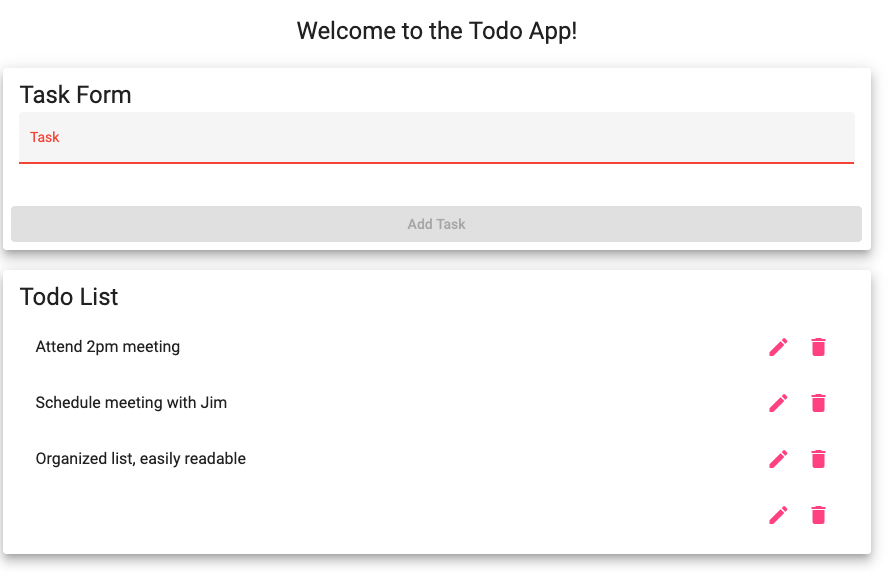 Welcome to the Todo App!
Task Form
Task
Add Task
Todo List
Attend 2pm meeting
Schedule meeting with Jim
Organized list, easily readable